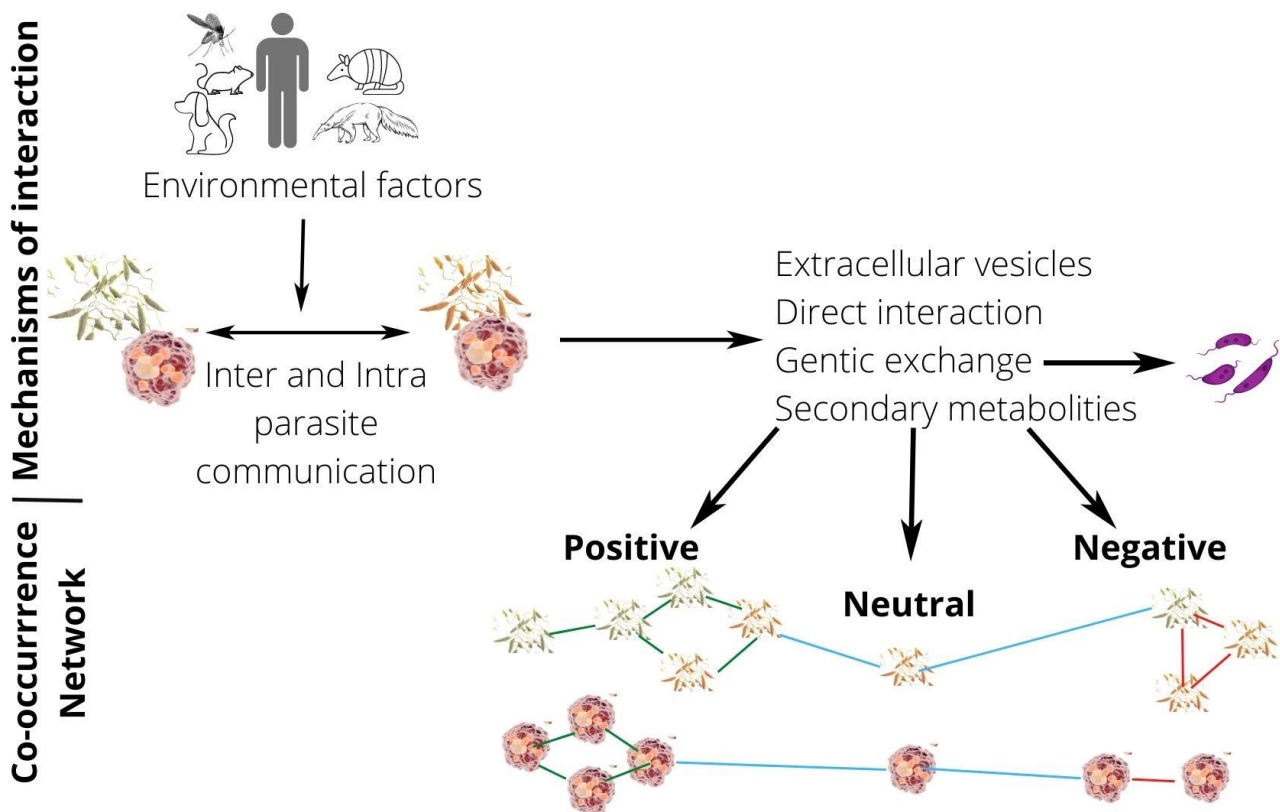 Mechanisms of interaction
Environmental factors
Inter and Intra
parasite
communication
Extracellular vesicles
Direct interaction
Gentic exchange
Secondary metabolities
Co-occurrrence
Network
Positive
Neutral
Negative